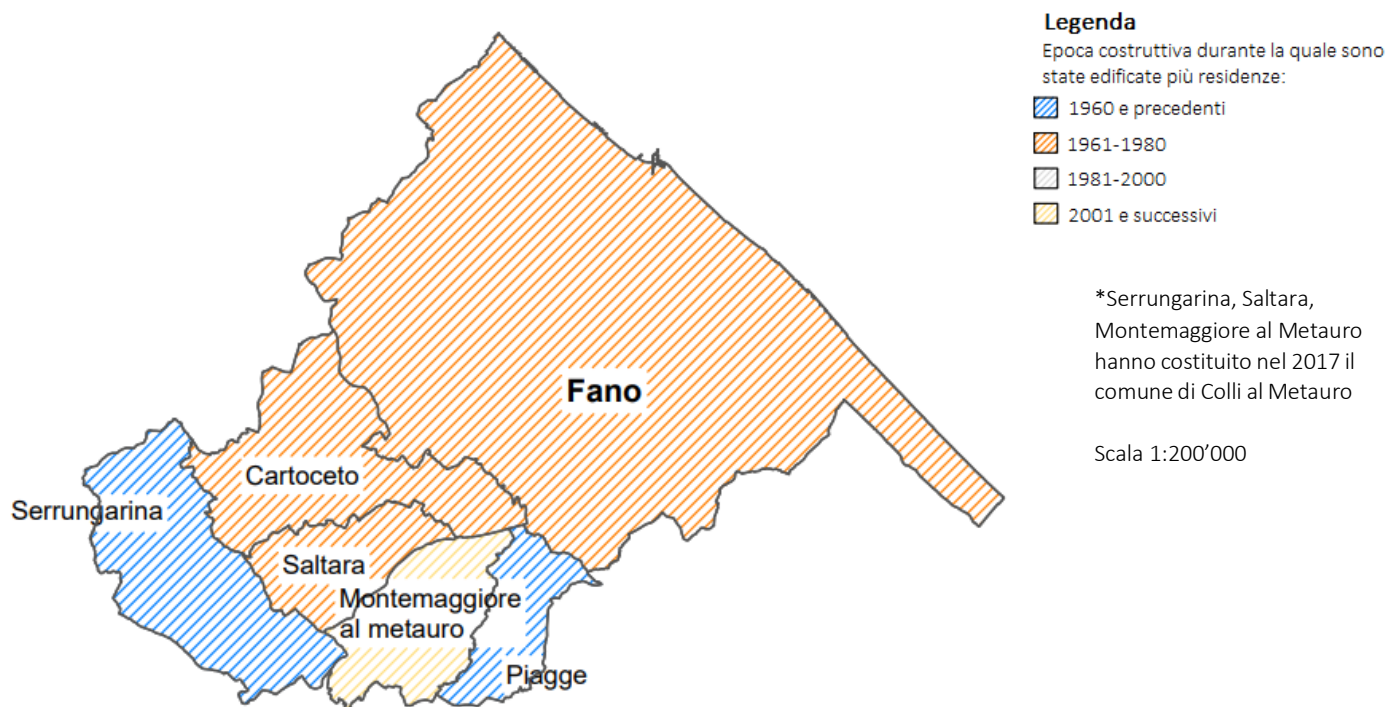 Legenda
Epoca costruttiva durante la quale sono
state edificate più residenze:
1960 e precedenti
1961-1980
1981-2000
2001 e successivi
*Serrungarina, Saltara,
Montemaggiore al Metauro
hanno costituito nel 2017 il
comune di Colli al Metauro
Scala 1:200'000
Fano
Cartoceto
Serrungarina
Saltara
Montemaggiore
al metauro
Piagge